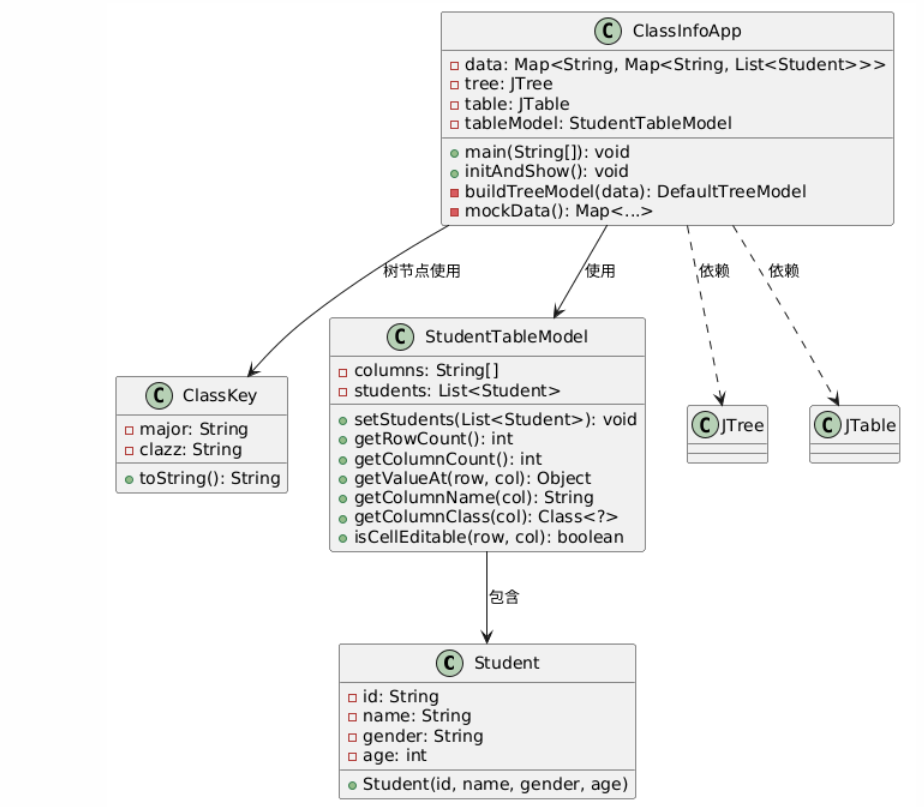 C ClassInfoApp
data: Map<String, Map<String, List<Student>>>
tree: JTree
table: JTable
tableModel: StudentTableModel
main(String[]): void
initAndShow(): void
buildTreeModel(data): DefaultTreeModel
mockData(): Map<...>
树节点使用
使用
依赖
依赖
C ClassKey
major: String
clazz: String
toString(): String
C StudentTableModel
columns: String[]
students: List<Student>
setStudents(List<Student>): void
getRowCount(): int
getColumnCount(): int
getValueAt(row, col): Object
getColumnName(col): String
getColumnClass(col): Class<?>
isCellEditable(row, col): boolean
C JTree
C JTable
包含
C Student
id: String
name: String
gender: String
age: int
Student(id, name, gender, age)